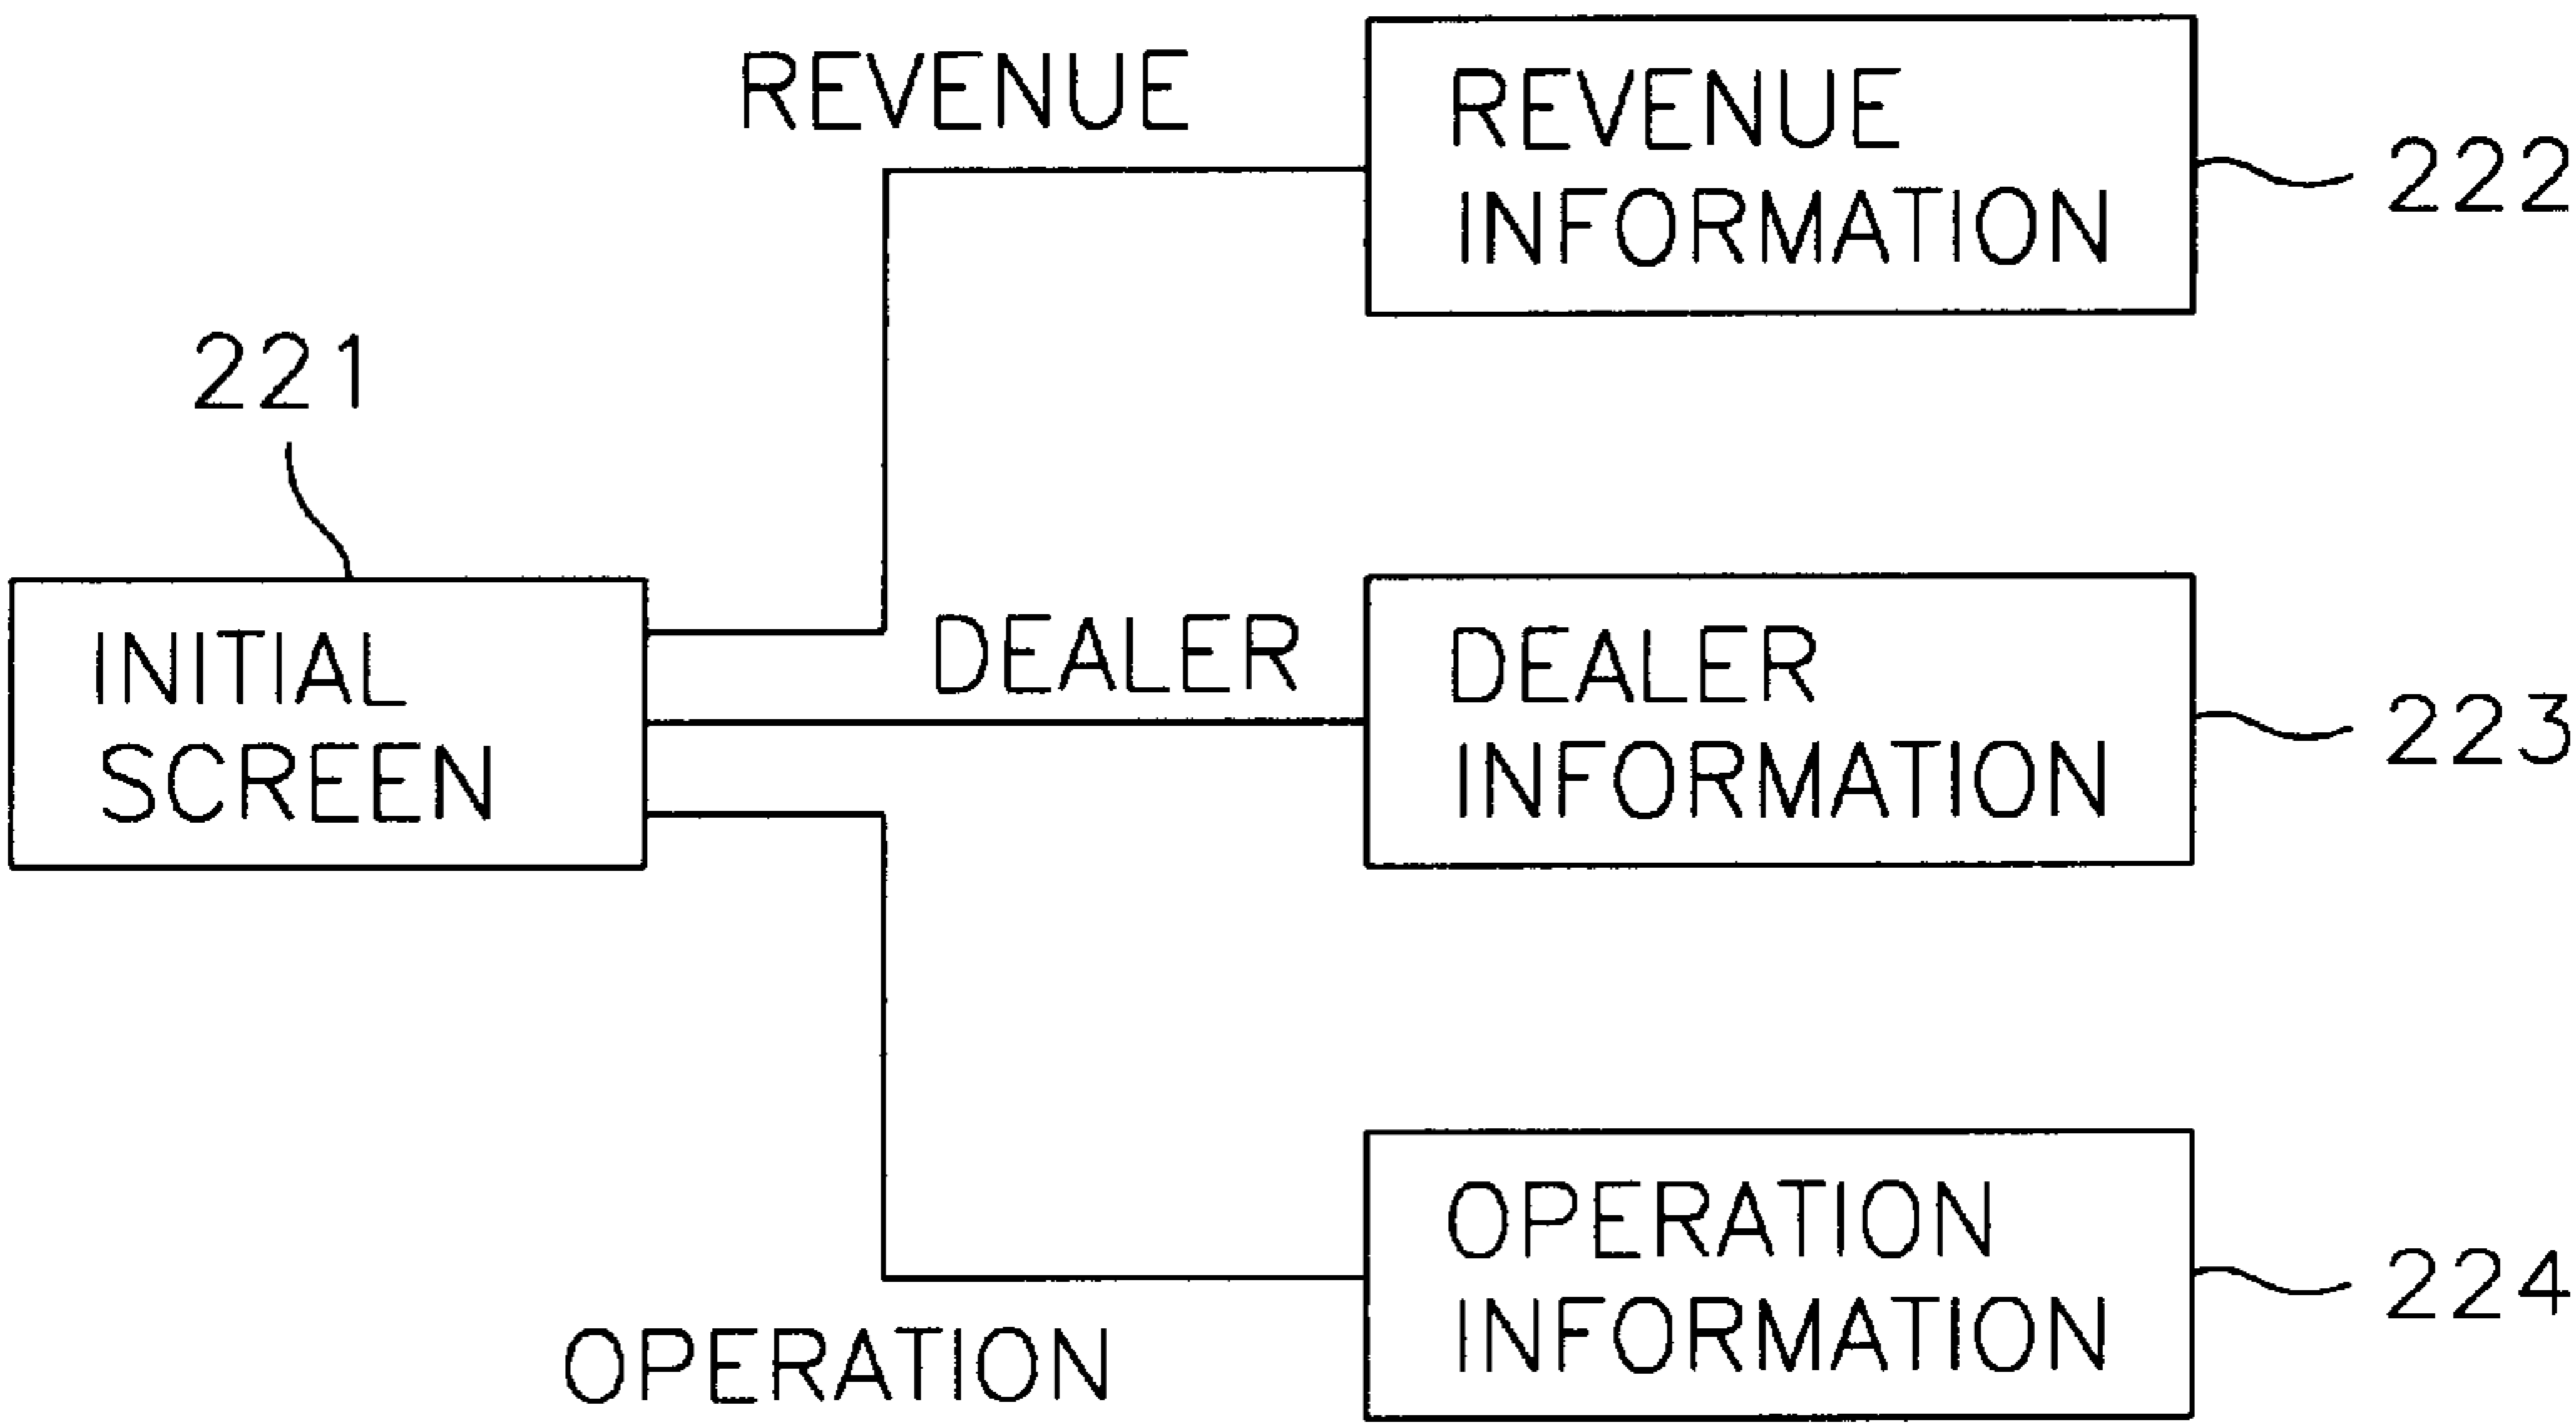 REVENUE
REVENUE
INFORMATION
222
221
INITIAL
SCREEN
DEALER
DEALER
INFORMATION
223
OPERATION
INFORMATION
224
OPERATION